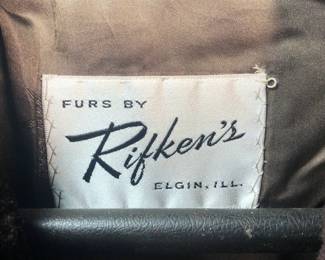 FURS BY
Rifken's
ELGIN, ILL.